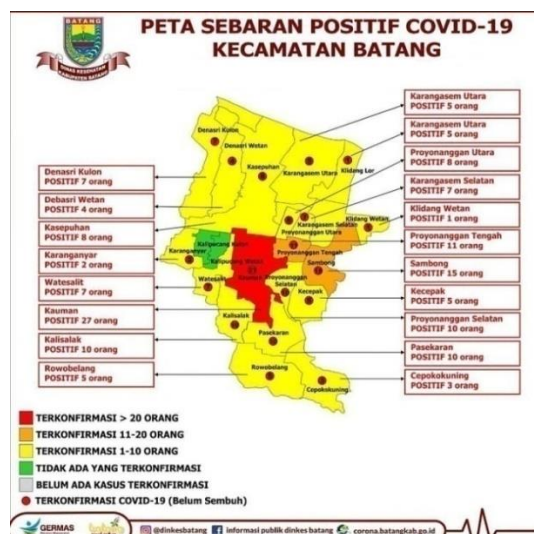 PETA SEBARAN POSITIF COVID-19
KECAMATAN BATANG
DINAS KESEHATAN
KABUPATEN BATANG
Denasri Kulon
POSITIF 7 orang
Debasri Wetan
POSITIF 4 orang
Kasepuhan
POSITIF 8 orang
Karanganyar
POSITIF 2 orang
Watesalit
POSITIF 7 orang
Kauman
POSITIF 27 orang
Kalisalak
POSITIF 10 orang
Rowobelang
POSITIF 5 orang
Denasri Kulon
Denasri Wetan
Kasepuhan
Karangasem Utara
Klidang Lor
Karangasem Selatan
Proyonanggan Utara
Klidang Wetan
Kalipucang Kulon
Karanganyar
Kalipucang Wetan
Proyonanggan Tengah
Sambong
Watesalit
Kauman
Proyonanggan
Selatan
Kecepak
Kalisalak
Pasekaran
Rowobelang
Cepokokuning
Karangasem Utara
POSITIF 5 orang
Karangasem Utara
POSITIF 5 orang
Proyonanggan Utara
POSITIF 8 orang
Karangasem Selatan
POSITIF 7 orang
Klidang Wetan
POSITIF 1 orang
Proyonanggan Tengah
POSITIF 11 orang
Sambong
POSITIF 15 orang
Kecepak
POSITIF 5 orang
Proyonanggan Selatan
POSITIF 10 orang
Pasekaran
POSITIF 10 orang
Cepokokuning
POSITIF 3 orang
TERKONFIRMASI > 20 ORANG
TERKONFIRMASI 11-20 ORANG
TERKONFIRMASI 1-10 ORANG
TIDAK ADA YANG TERKONFIRMASI
BELUM ADA KASUS TERKONFIRMASI
TERKONFIRMASI COVID-19 (Belum Sembuh)
GERMAS
@dinkesbatang
informasi publik dinkes batang
corona.batangkab.go.id